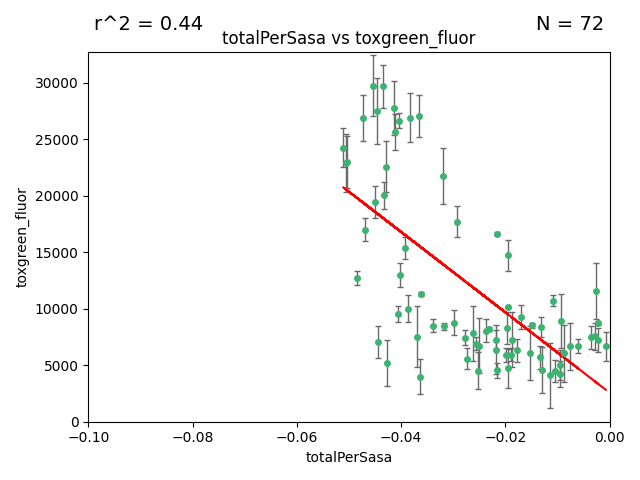 r^2 = 0.44
N = 72
totalPerSasa vs toxgreen_fluor
30000
25000
20000
15000
10000
5000
0
toxgreen_fluor
−0.10
−0.08
−0.06
−0.04
−0.02
0.00
totalPerSasa